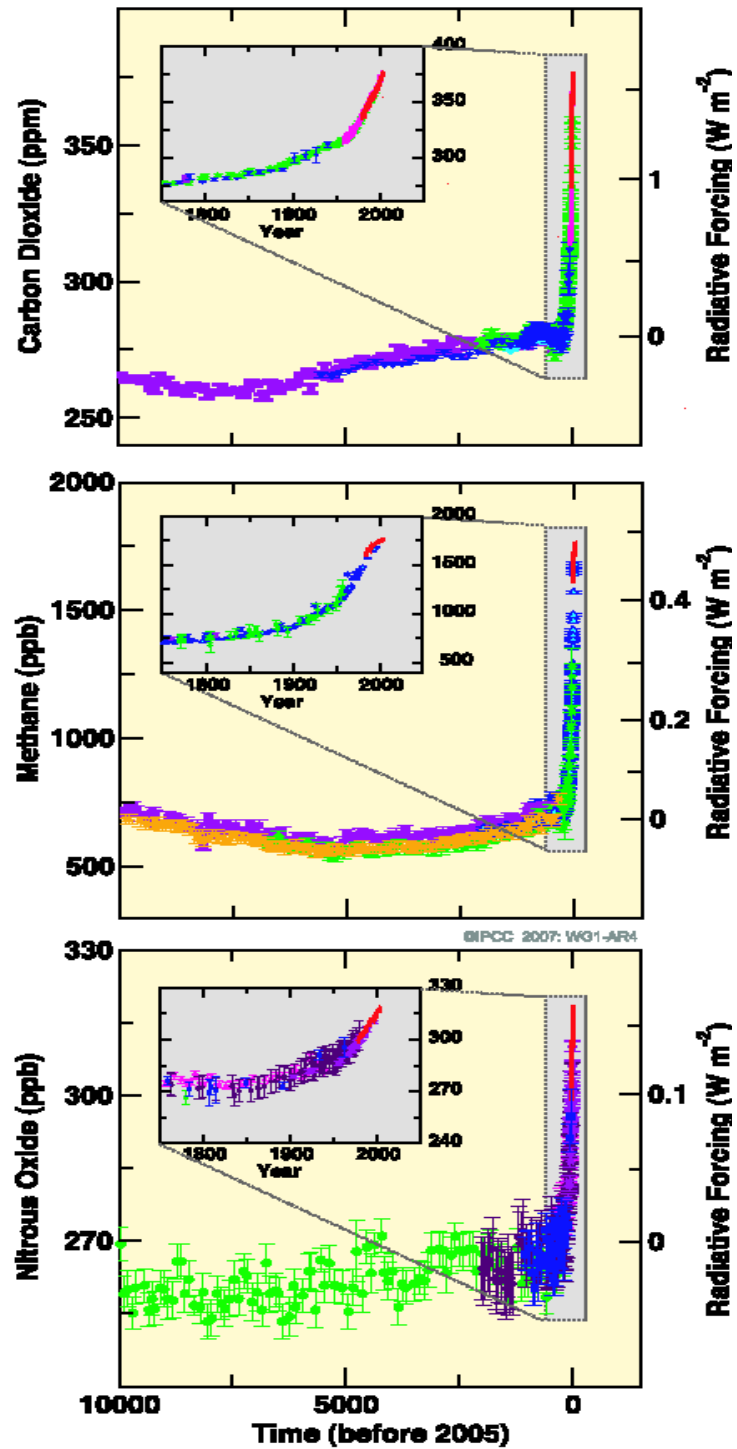 Carbon Dioxide (ppm)
350
300
250
400
350
300
1800 1900 2000
Year
1
0
Radiative Forcing (W m-2)
Methane (ppb)
2000
1500
1000
500
2000
1500
1000
500
1800 1900 2000
Year
0.4
0.2
0
Radiative Forcing (W m-2)
©IPCC 2007: WG1-AR4
Nitrous Oxide (ppb)
330
300
270
330
300
270
240
1800 1900 2000
Year
0.1
0
Radiative Forcing (W m-2)
10000 5000 0
Time (before 2005)